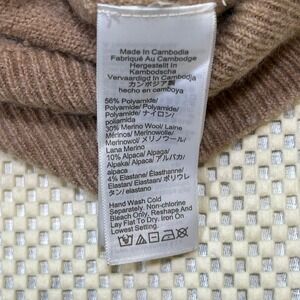 Made In Cambodia
Fabriqué Au Cambodge
Hergestellt In
Kambodscha
Vervaardigd In Cambodja
カンボジア製
hecho en camboya
56% Polyamide/
Polyamide/ Polyamide/
Polyamide/ ナイロン/
poliamida
30% Merino Wool/ Laine
Mérinos/ Merinowolle/
Merinowol/ メリノウール/
Lana Merino
10% Alpaca/ Alpaga/
Alpaka/ Alpaca/ アルパカ/
alpaca
4% Elastane/ Élasthanne/
Elastan/ Elastaan/ ポリウレ
タン/ elastano
Hand Wash Cold
Separately. Non-chlorine
Bleach Only, Reshape And
Lay Flat To Dry. Iron On
Lowest Setting.